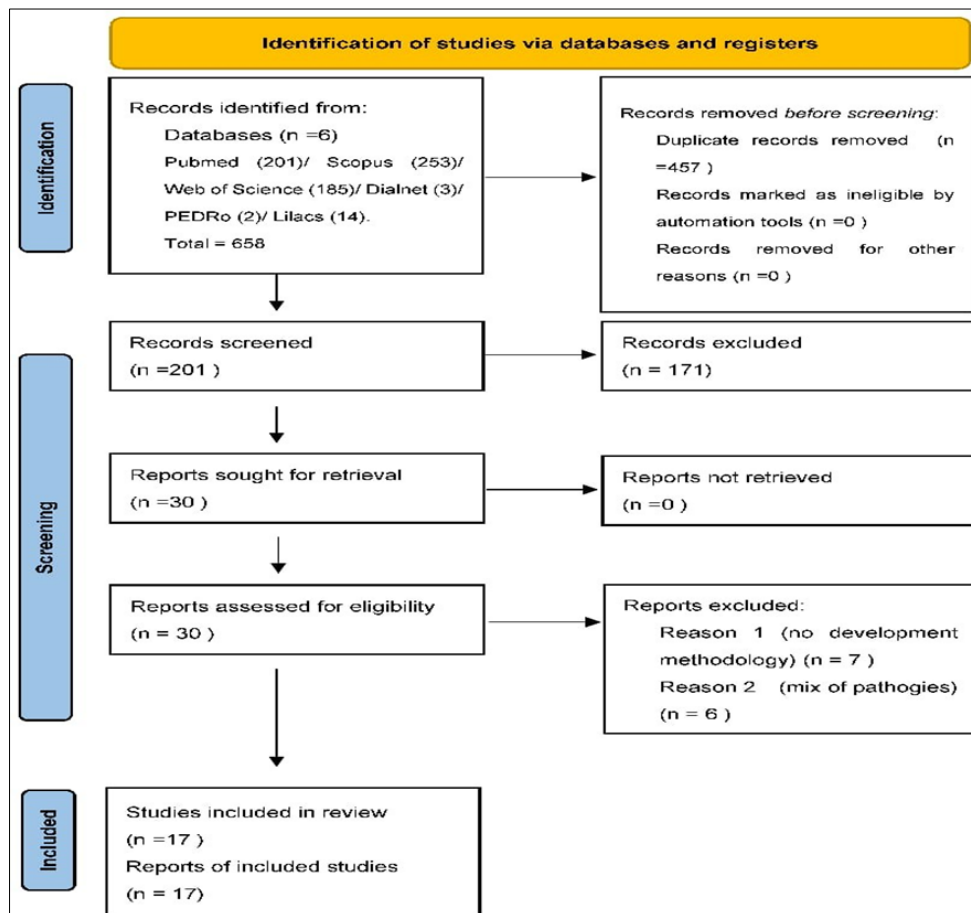 Identification of studies via databases and registers
Identification
Records identified from:
Databases (n =6)
Pubmed (201)/ Scopus (253)/
Web of Science (185)/ Dialnet (3)/
PEDRo (2)/ Lilacs (14).
Total = 658
Records removed before screening:
Duplicate records removed (n
=457 )
Records marked as ineligible by
automation tools (n =0 )
Records removed for other
reasons (n =0 )
Screening
Records screened
(n =201 )
Records excluded
(n = 171)
Reports sought for retrieval
(n =30 )
Reports not retrieved
(n =0 )
Reports assessed for eligibility
(n = 30 )
Reports excluded:
Reason 1 (no development
methodology) (n = 7 )
Reason 2 (mix of pathogies)
(n = 6 )
Included
Studies included in review
(n =17 )
Reports of included studies
(n = 17)